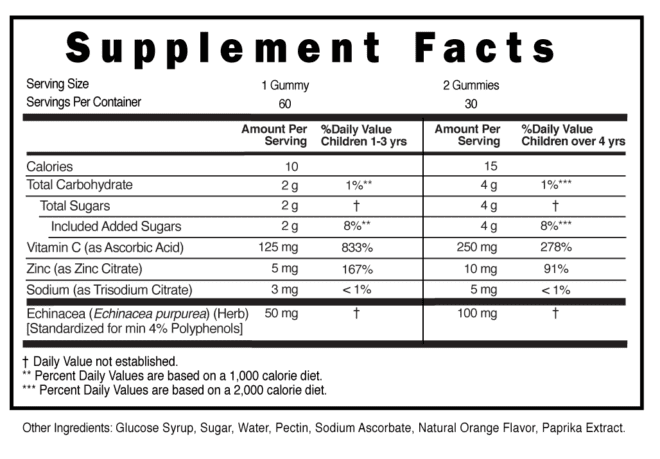 Supplement Facts
Serving Size 1 Gummy 2 Gummies
Servings Per Container 60 30
Amount Per Serving %Daily Value Children 1-3 yrs Amount Per Serving %Daily Value Children over 4 yrs
Calories 10 15
Total Carbohydrate 2 g 1%** 4 g 1%***
Total Sugars 2 g † 4 g †
Included Added Sugars 2 g 8%** 4 g 8%***
Vitamin C (as Ascorbic Acid) 125 mg 833% 250 mg 278%
Zinc (as Zinc Citrate) 5 mg 167% 10 mg 91%
Sodium (as Trisodium Citrate) 3 mg < 1% 5 mg < 1%
Echinacea (Echinacea purpurea) (Herb) 50 mg † 100 mg †
[Standardized for min 4% Polyphenols]
† Daily Value not established.
** Percent Daily Values are based on a 1,000 calorie diet.
*** Percent Daily Values are based on a 2,000 calorie diet.
Other Ingredients: Glucose Syrup, Sugar, Water, Pectin, Sodium Ascorbate, Natural Orange Flavor, Paprika Extract.